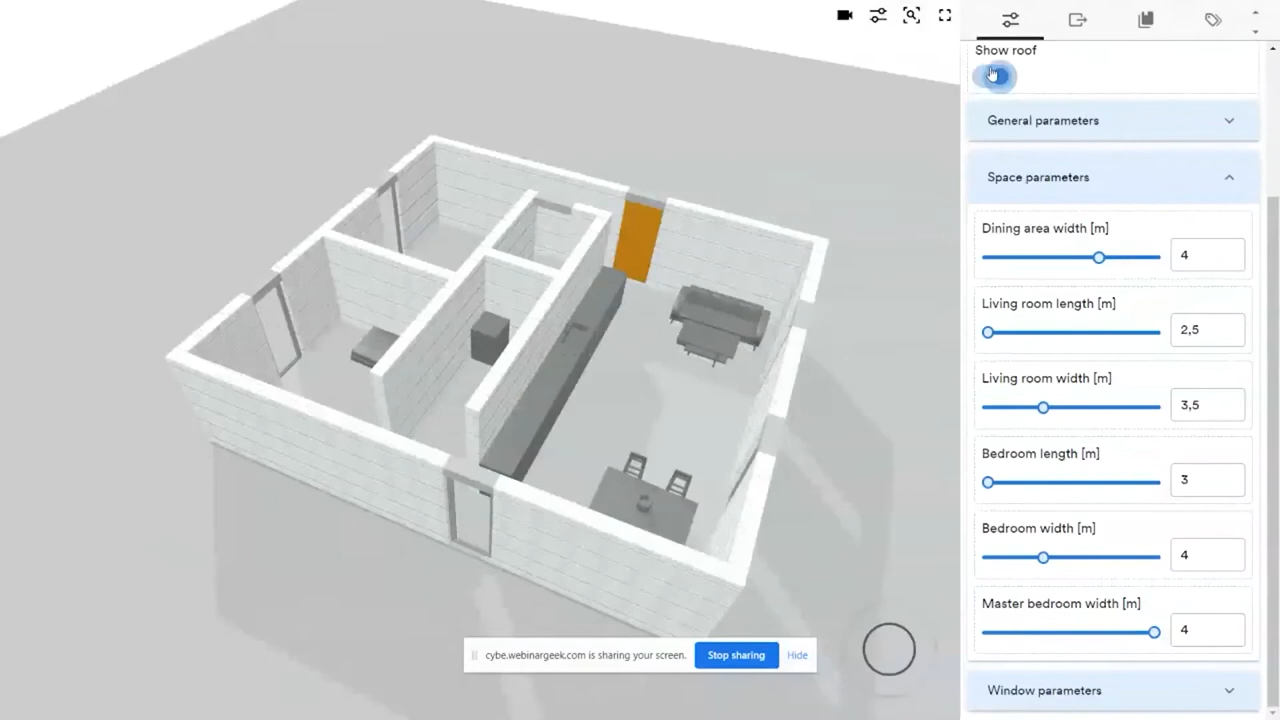 Show roof
General parameters
Space parameters
Dining area width [m]
4
Living room length [m]
2,5
Living room width [m]
3,5
Bedroom length [m]
3
Bedroom width [m]
4
Master bedroom width [m]
4
Window parameters
cybe.webinargeek.com is sharing your screen. Stop sharing Hide